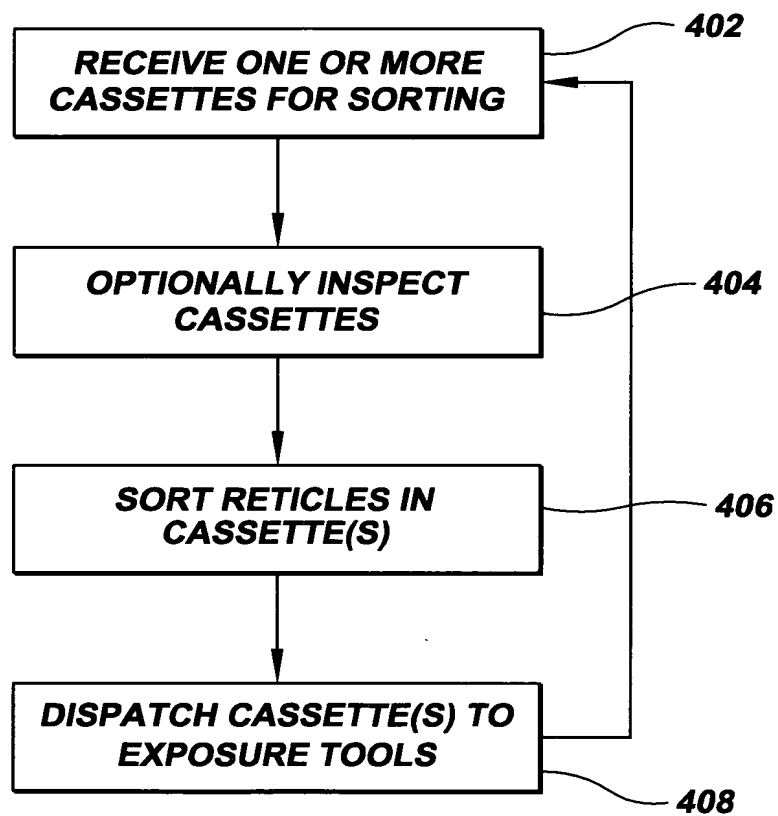 402
RECEIVE ONE OR MORE
CASSETTES FOR SORTING
OPTIONALLY INSPECT
CASSETTES
404
SORT RETICLES IN
CASSETTE(S)
406
DISPATCH CASSETTE(S) TO
EXPOSURE TOOLS
408